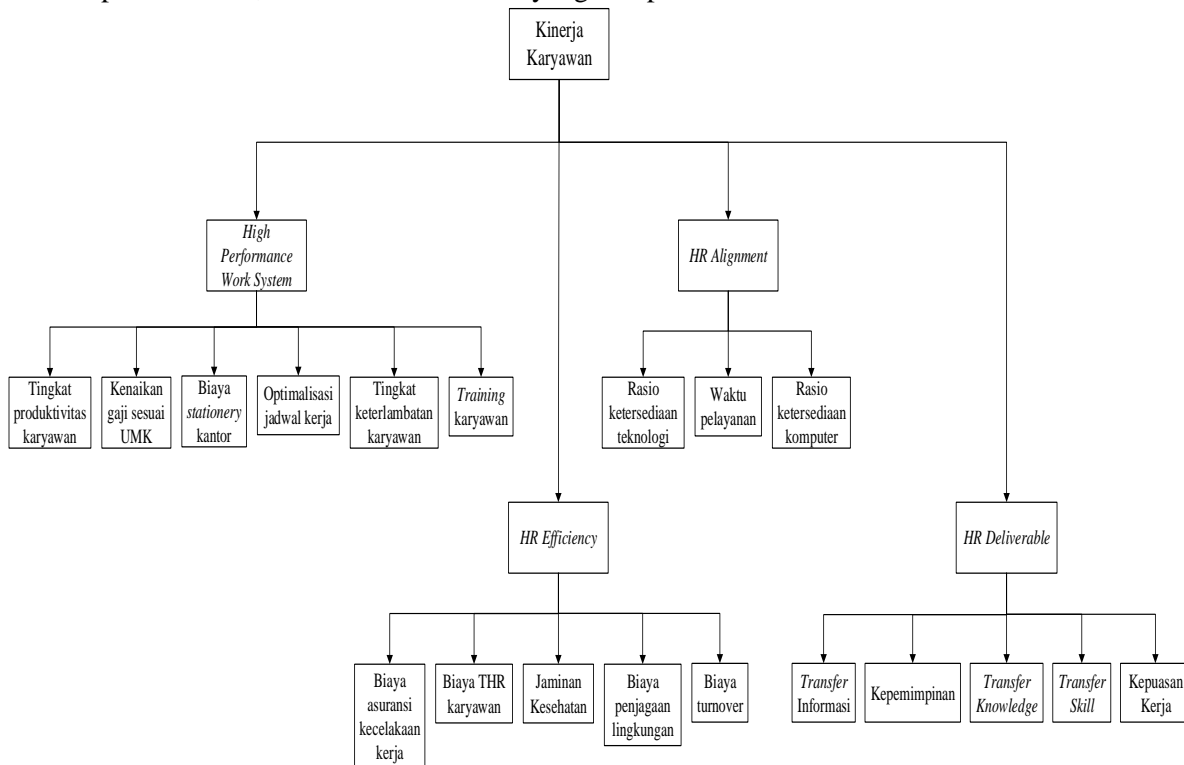 Kinerja
Karyawan
High
Performance
Work System
HR Alignment
Tingkat
produktivitas
karyawan
Kenaikan
gaji sesuai
UMK
Biaya
stationery
kantor
Optimalisasi
jadwal kerja
Tingkat
keterlambatan
karyawan
Training
karyawan
Rasio
ketersediaan
teknologi
Waktu
pelayanan
Rasio
ketersediaan
komputer
HR Efficiency
HR Deliverable
Biaya
asuransi
kecelakaan
kerja
Biaya THR
karyawan
Jaminan
Kesehatan
Biaya
penjagaan
lingkungan
Biaya
turnover
Transfer
Informasi
Kepemimpinan
Transfer
Knowledge
Transfer
Skill
Kepuasan
Kerja